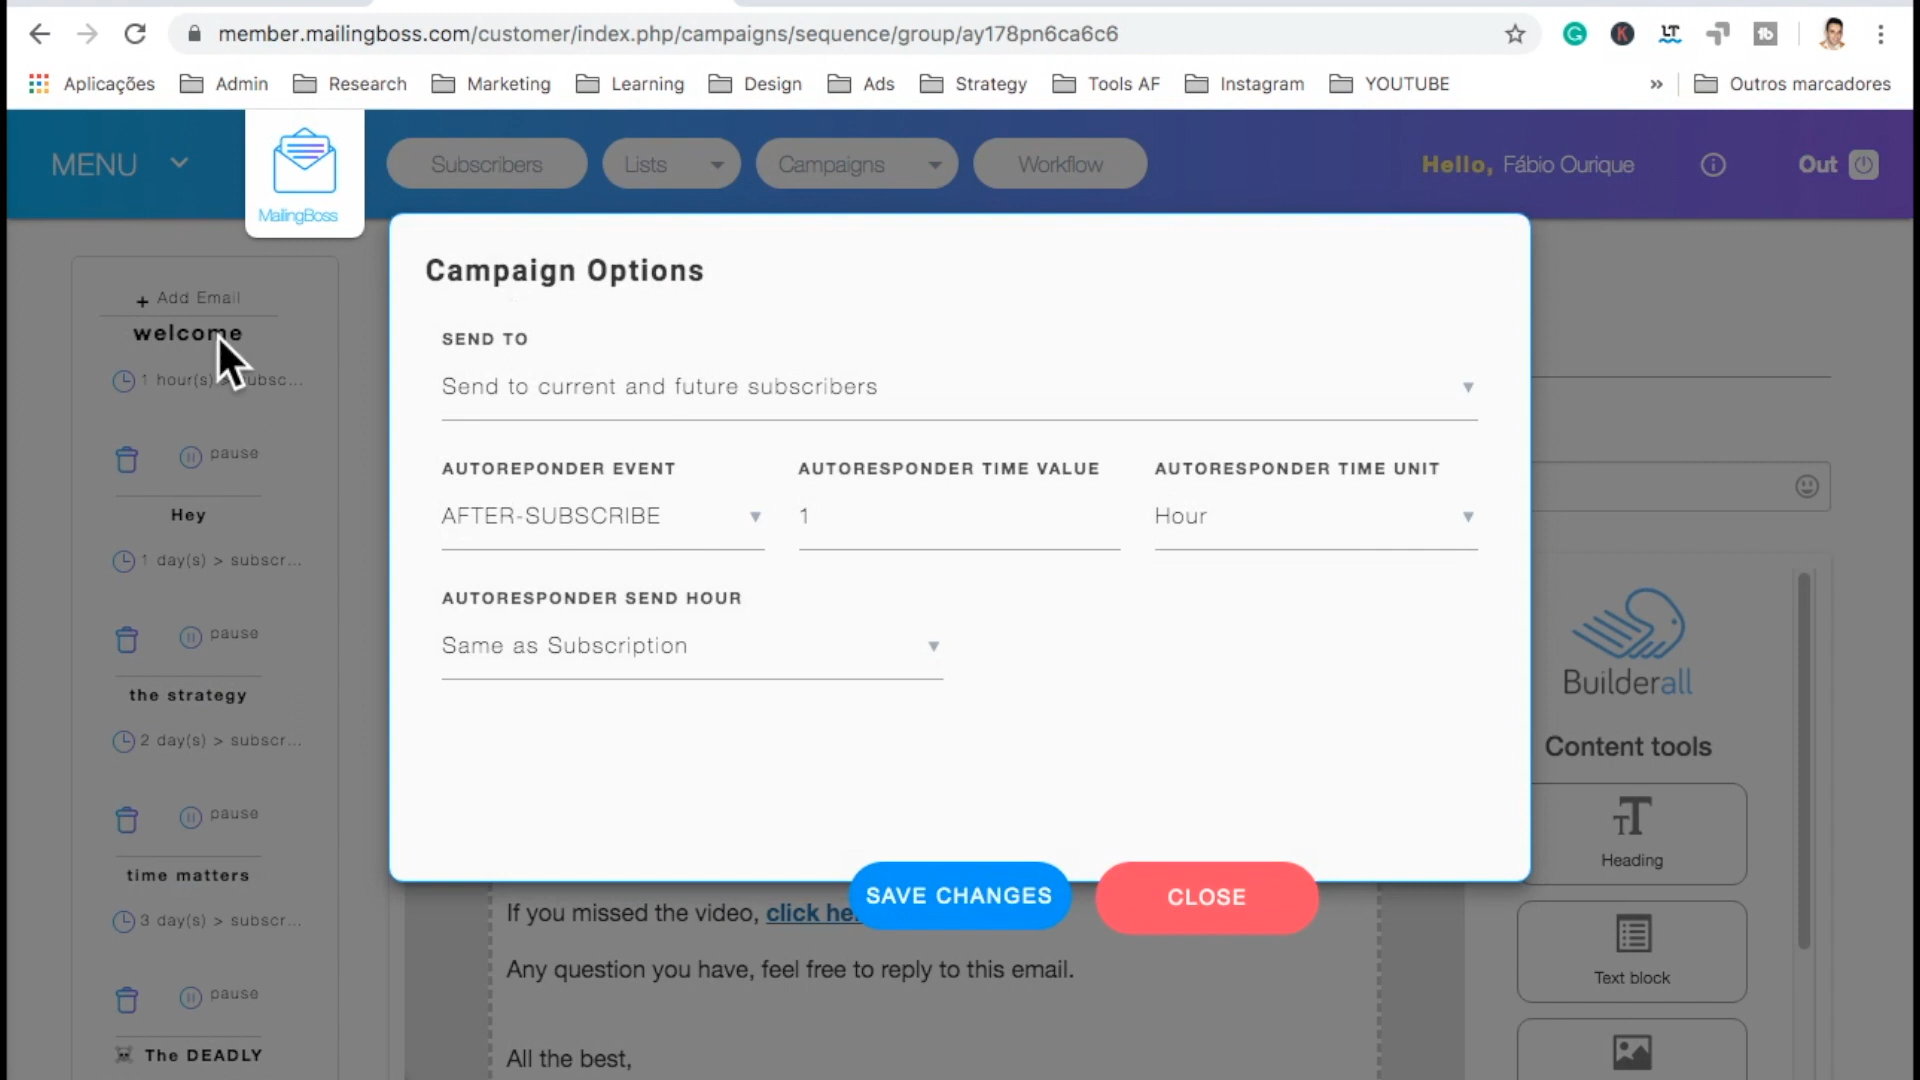 member.mailingboss.com/customer/index.php/campaigns/sequence/group/ay178pn6ca6c6
Aplicações Admin Research Marketing Learning Design Ads Strategy Tools AF Instagram YOUTUBE » Outros marcadores
MENU MailingBoss Subscribers Lists Campaigns Workflow Hello, Fábio Ourique Out
Campaign Options
SEND TO
Send to current and future subscribers
AUTOREPONDER EVENT AUTORESPONDER TIME VALUE AUTORESPONDER TIME UNIT
AFTER-SUBSCRIBE 1 Hour
AUTORESPONDER SEND HOUR
Same as Subscription
SAVE CHANGES CLOSE
+ Add Email
welcome
1 hour(s) > subsc...
pause
Hey
1 day(s) > subscr...
pause
the strategy
2 day(s) > subscr...
pause
time matters
3 day(s) > subscr...
pause
The DEADLY
If you missed the video, click he
Any question you have, feel free to reply to this email.
All the best,
Builderall
Content tools
Heading
Text block